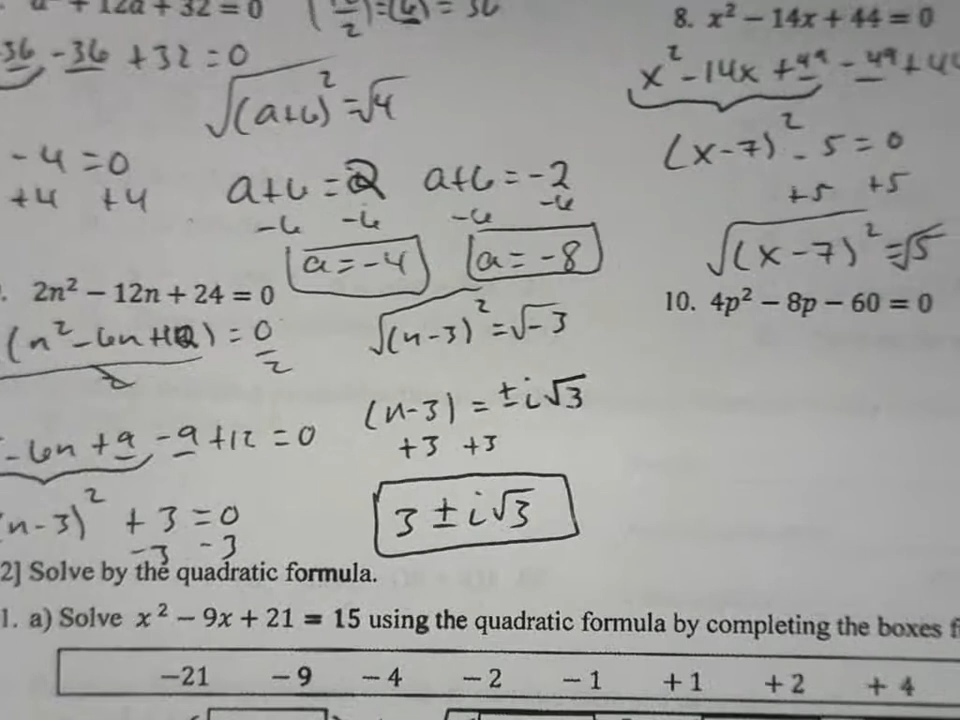 + 12a + 32 = 0
36 - 36 + 32 = 0
√(a+6)² = √4
- 4 = 0
+4 +4
a+6 = 2
-6 -6
a = -4
a+6 = -2
-6
a = -8
8. x² − 14x + 44 = 0
x² - 14x + 49 - 49 + 44
(x-7)² - 5 = 0
+5 +5
√(x-7)² = √5
2n² − 12n + 24 = 0
(n² - 6n + 12) = 0
2 2
- 6n + 9 - 9 + 12 = 0
n-3)² + 3 = 0
-3 -3
√(n-3)² = √-3
(n-3) = ±i√3
+3 +3
3 ± i√3
10. 4p² − 8p − 60 = 0
2] Solve by the quadratic formula.
1. a) Solve x² − 9x + 21 = 15 using the quadratic formula by completing the boxes f
−21 − 9 − 4 − 2 − 1 + 1 + 2 + 4